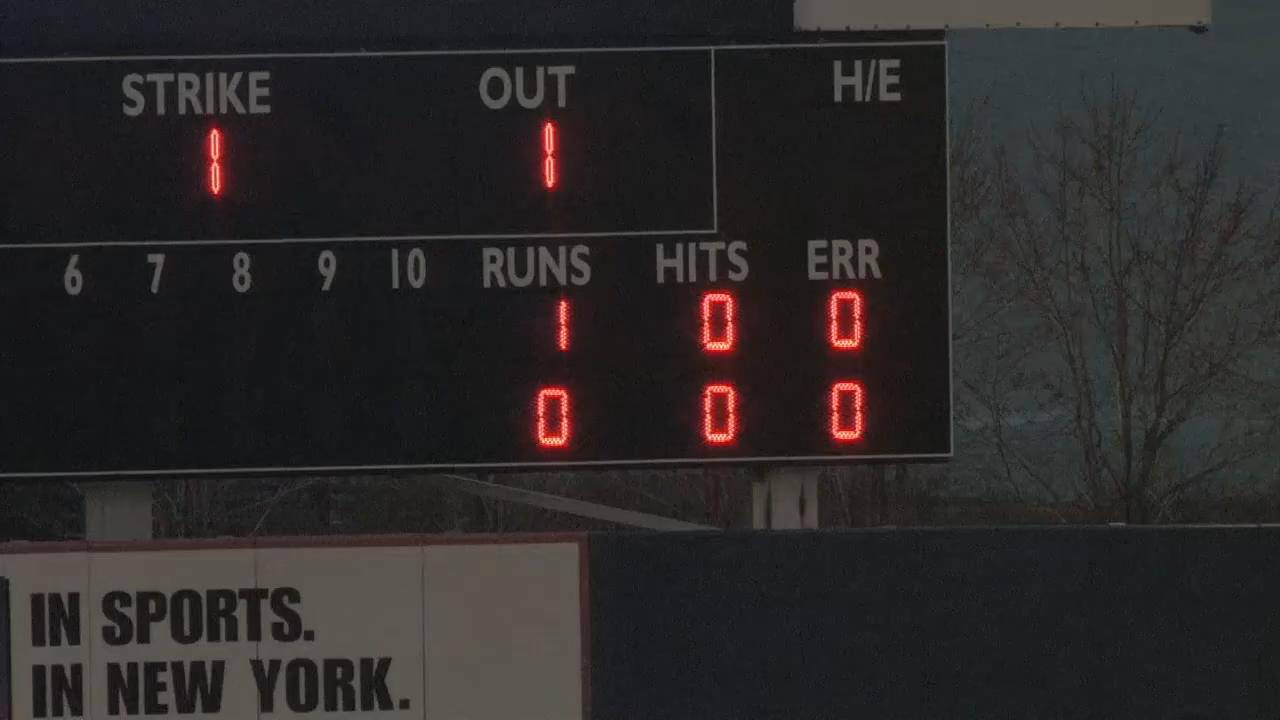 STRIKE OUT H/E
1 1
6 7 8 9 10 RUNS HITS ERR
1 0 0
0 0 0
IN SPORTS.
IN NEW YORK.